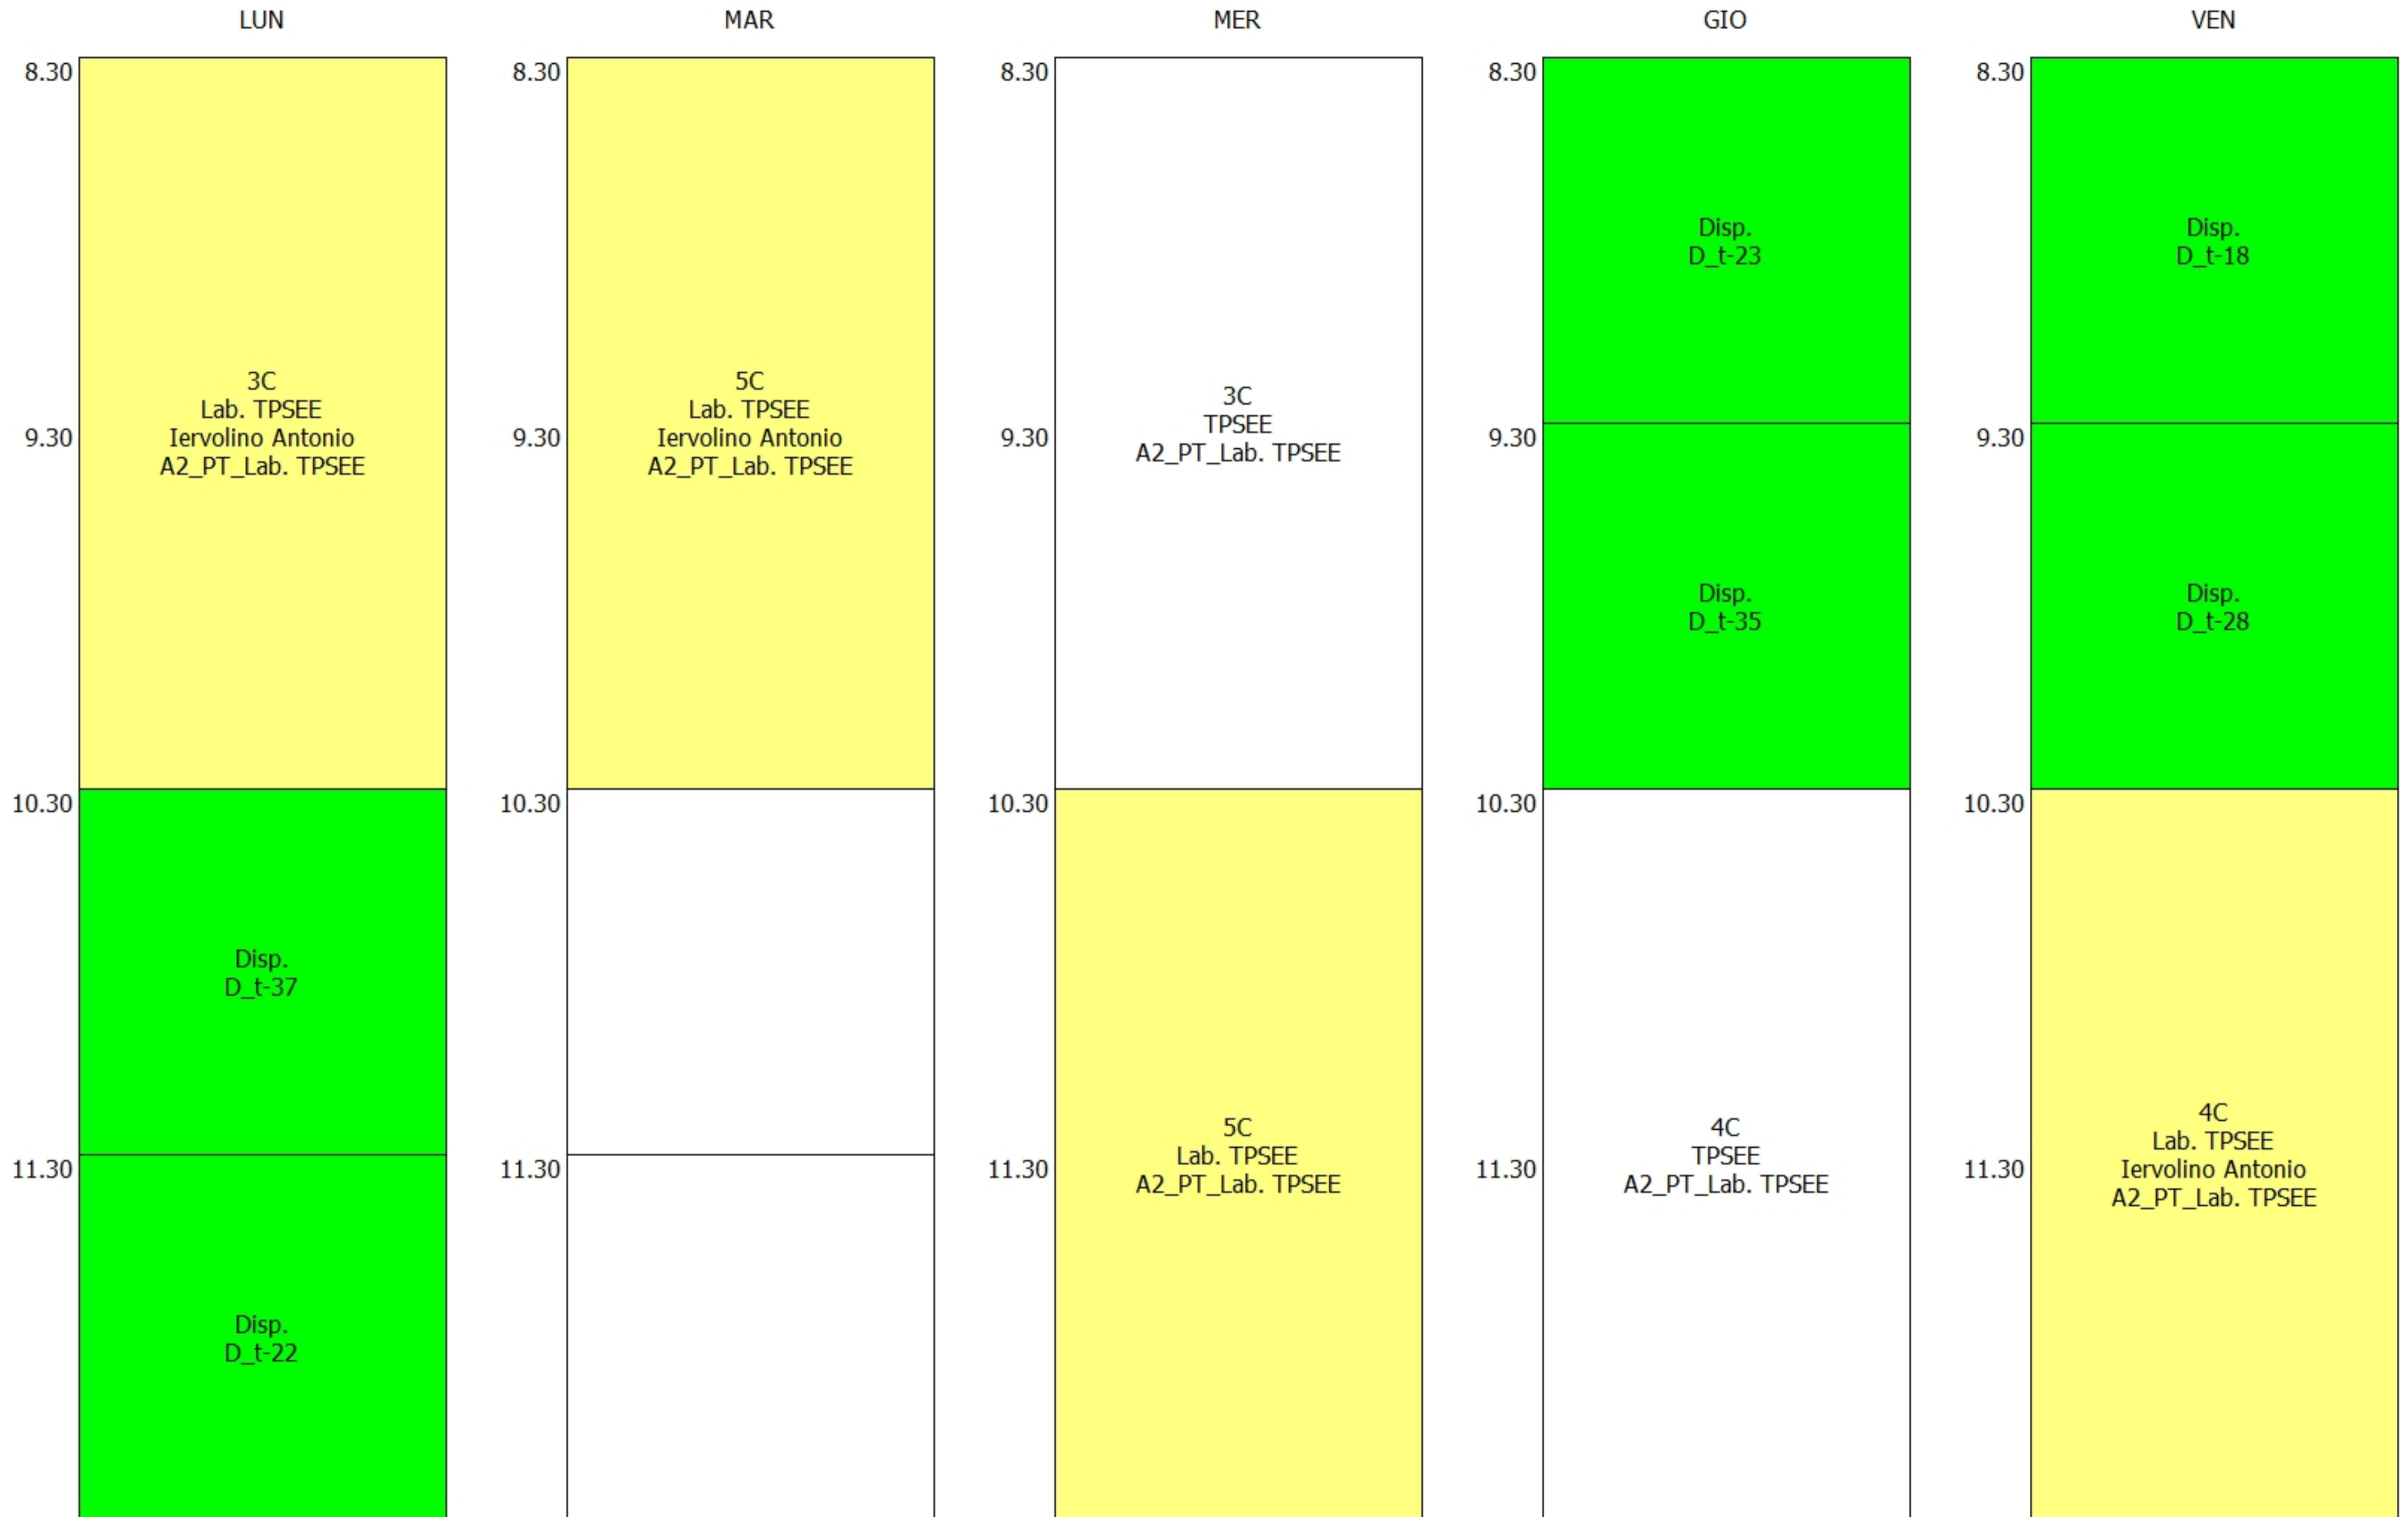 LUN
MAR
MER
GIO
VEN
8.30
3C
Lab. TPSEE
Iervolino Antonio
A2_PT_Lab. TPSEE
9.30
10.30
Disp.
D_t-37
11.30
Disp.
D_t-22
8.30
5C
Lab. TPSEE
Iervolino Antonio
A2_PT_Lab. TPSEE
9.30
10.30
11.30
8.30
3C
TPSEE
A2_PT_Lab. TPSEE
9.30
10.30
5C
Lab. TPSEE
A2_PT_Lab. TPSEE
11.30
8.30
Disp.
D_t-23
9.30
Disp.
D_t-35
10.30
4C
TPSEE
A2_PT_Lab. TPSEE
11.30
8.30
Disp.
D_t-18
9.30
Disp.
D_t-28
10.30
4C
Lab. TPSEE
Iervolino Antonio
A2_PT_Lab. TPSEE
11.30